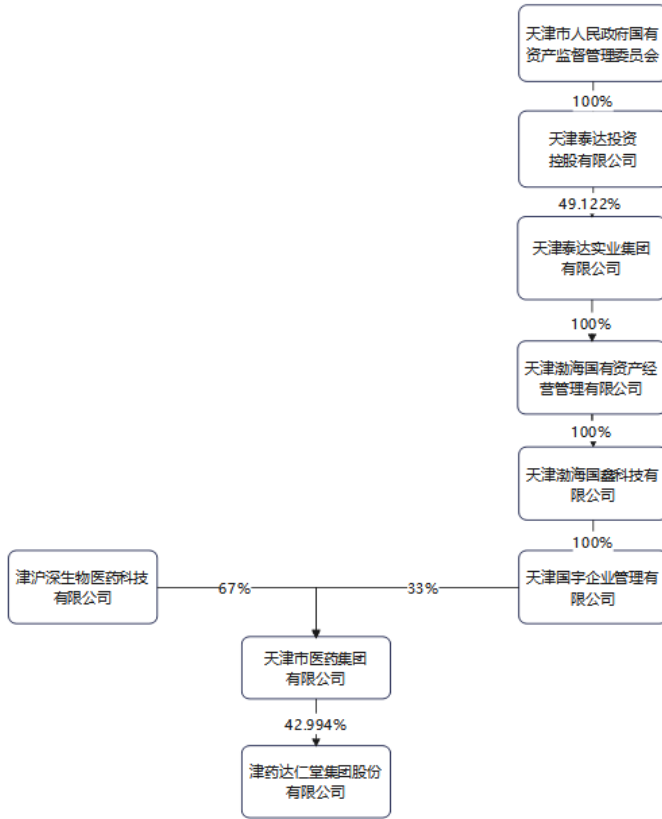 天津市人民政府国有
资产监督管理委员会
100%
天津泰达投资
控股有限公司
49.122%
天津泰达实业集团
有限公司
100%
天津渤海国有资产经
营管理有限公司
100%
天津渤海国鑫科技有
限公司
100%
津沪深生物医药科技
有限公司
67%
33%
天津国宇企业管理有
限公司
天津市医药集团
有限公司
42.994%
津药达仁堂集团股份
有限公司